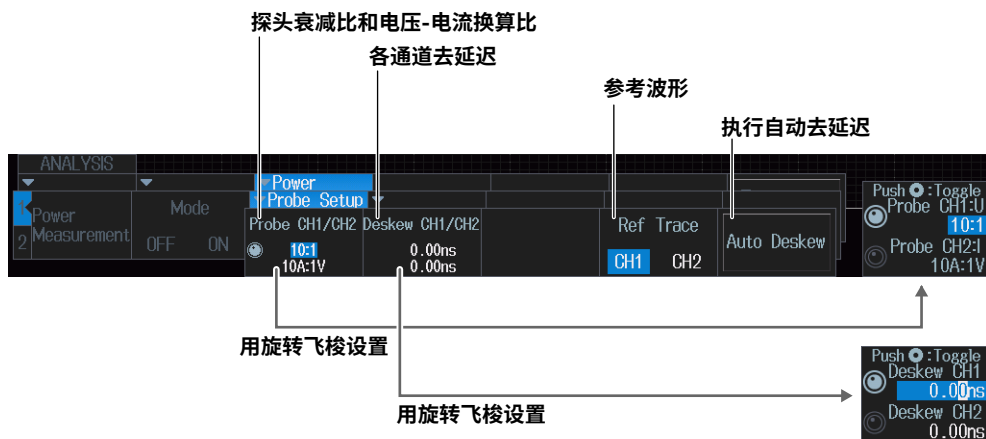 探头衰减比和电压-电流换算比
各通道去延迟
参考波形
执行自动去延迟
ANALYSIS
Power
Probe Setup
1
2
Power
Measurement
Mode
OFF ON
Probe CH1/CH2
10:1
10A:1V
Deskew CH1/CH2
0.00ns
0.00ns
Ref Trace
CH1 CH2
Auto Deskew
Push :Toggle
Probe CH1:U
10:1
Probe CH2:I
10A:1V
用旋转飞梭设置
用旋转飞梭设置
Push :Toggle
Deskew CH1
0.00ns
Deskew CH2
0.00ns